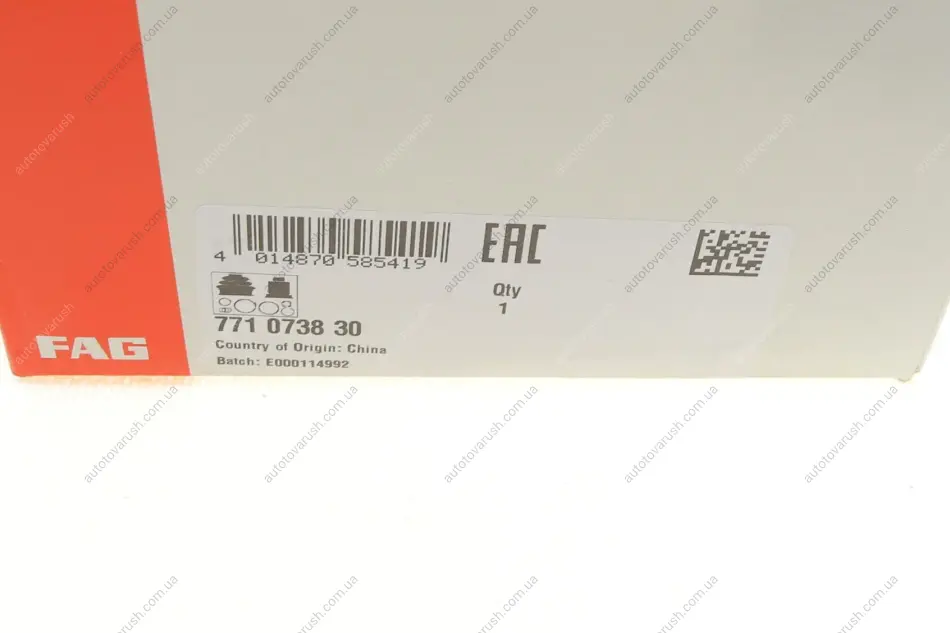 4 014870 585419
EAC
Qty
1
771 0738 30
Country of Origin: China
Batch: E000114992
FAG
autotovarush.com.ua